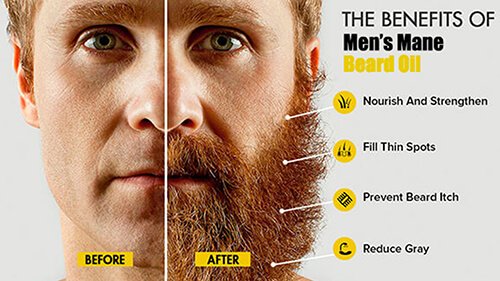 THE BENEFITS OF
Men's Mane
Beard Oil
Nourish And Strengthen
Fill Thin Spots
Prevent Beard Itch
Reduce Gray
BEFORE
AFTER